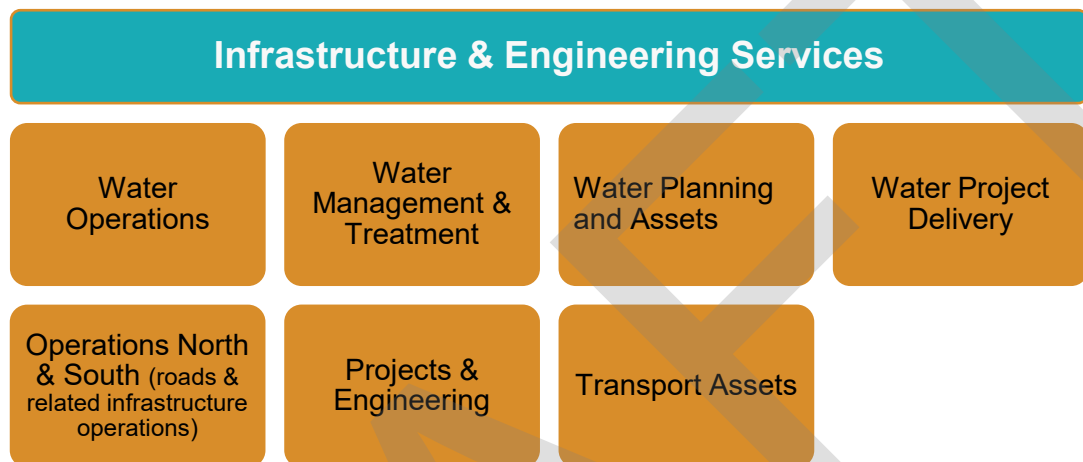 Infrastructure & Engineering Services
Water
Operations
Water
Management &
Treatment
Water Planning
and Assets
Water Project
Delivery
Operations North
& South (roads &
related infrastructure
operations)
Projects &
Engineering
Transport Assets